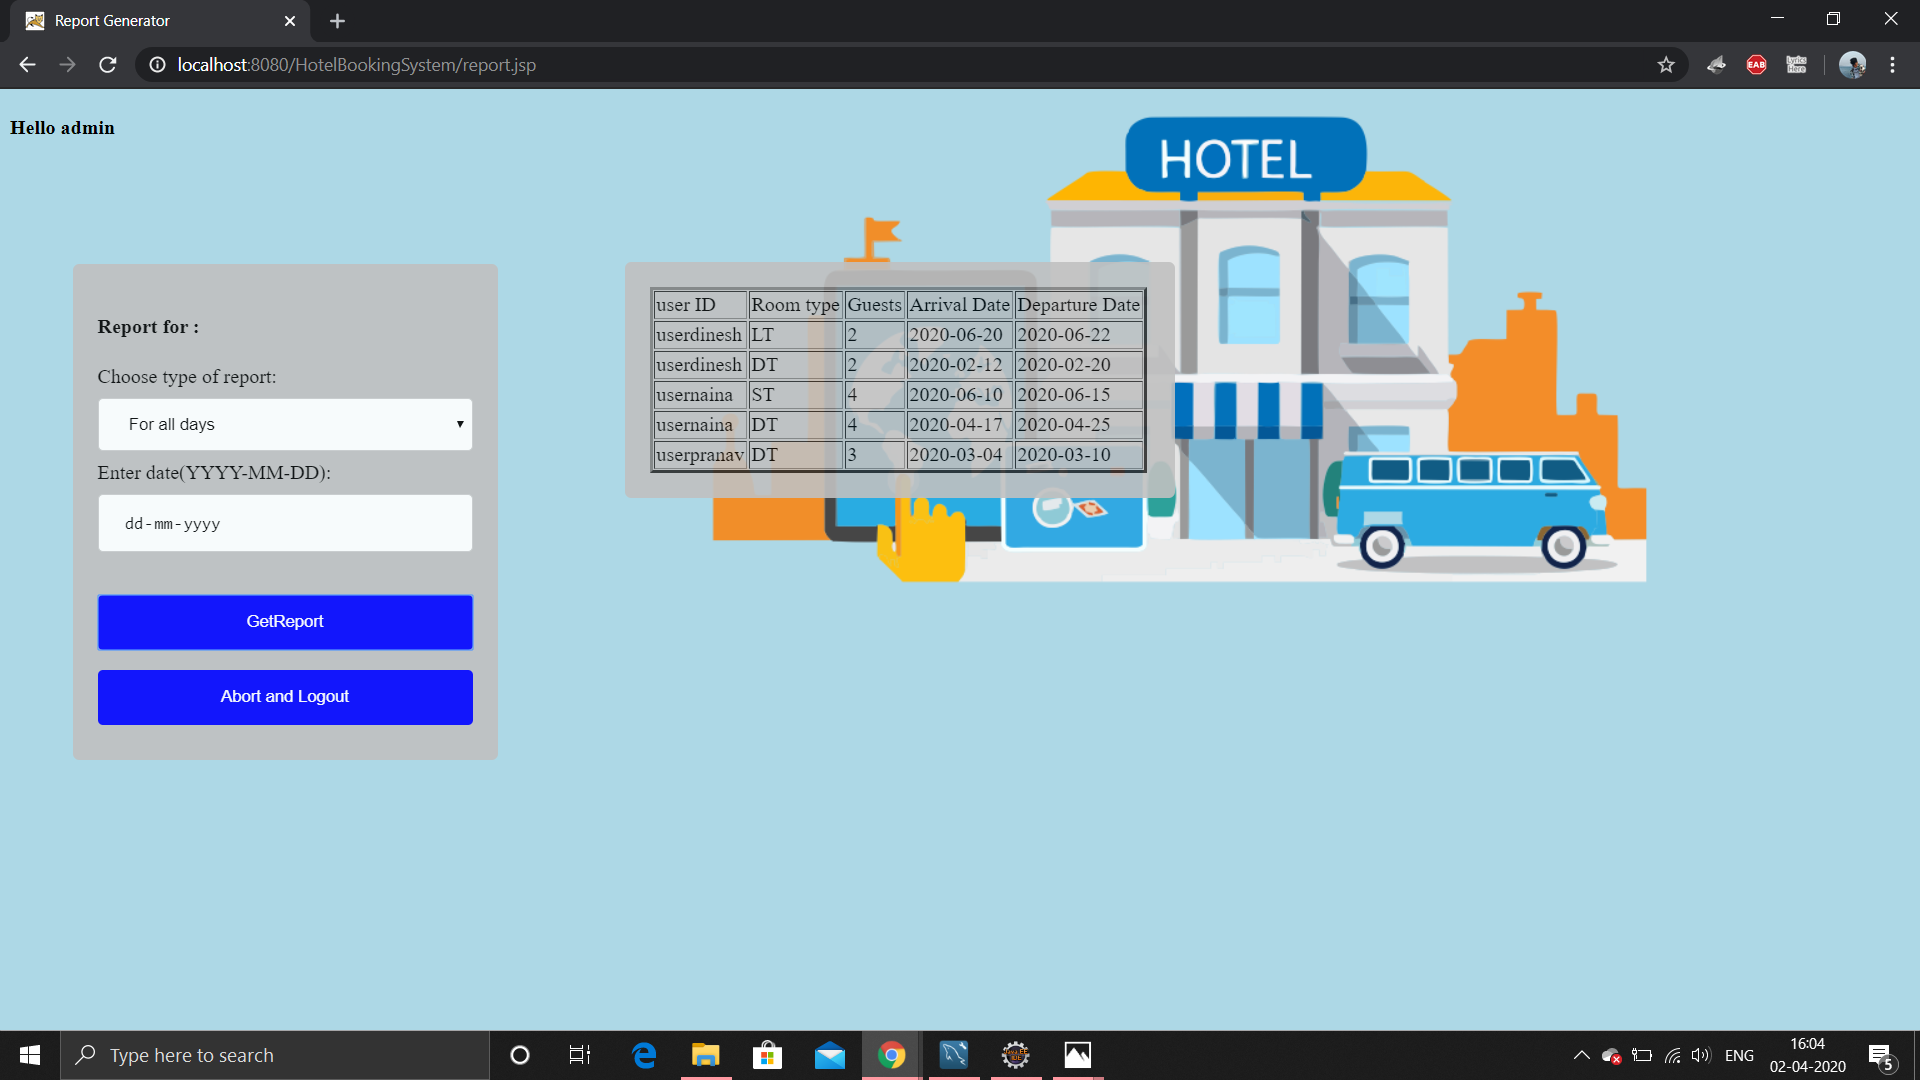 Report Generator
localhost:8080/HotelBookingSystem/report.jsp
EAB
Lyrics
Here
Hello admin
HOTEL
Report for :
Choose type of report:
For all days
Enter date(YYYY-MM-DD):
dd-mm-yyyy
GetReport
Abort and Logout
user ID Room type Guests Arrival Date Departure Date
userdinesh LT 2 2020-06-20 2020-06-22
userdinesh DT 2 2020-02-12 2020-02-20
usernaina ST 4 2020-06-10 2020-06-15
usernaina DT 4 2020-04-17 2020-04-25
userpranav DT 3 2020-03-04 2020-03-10
Type here to search
ENG
16:04
02-04-2020
5